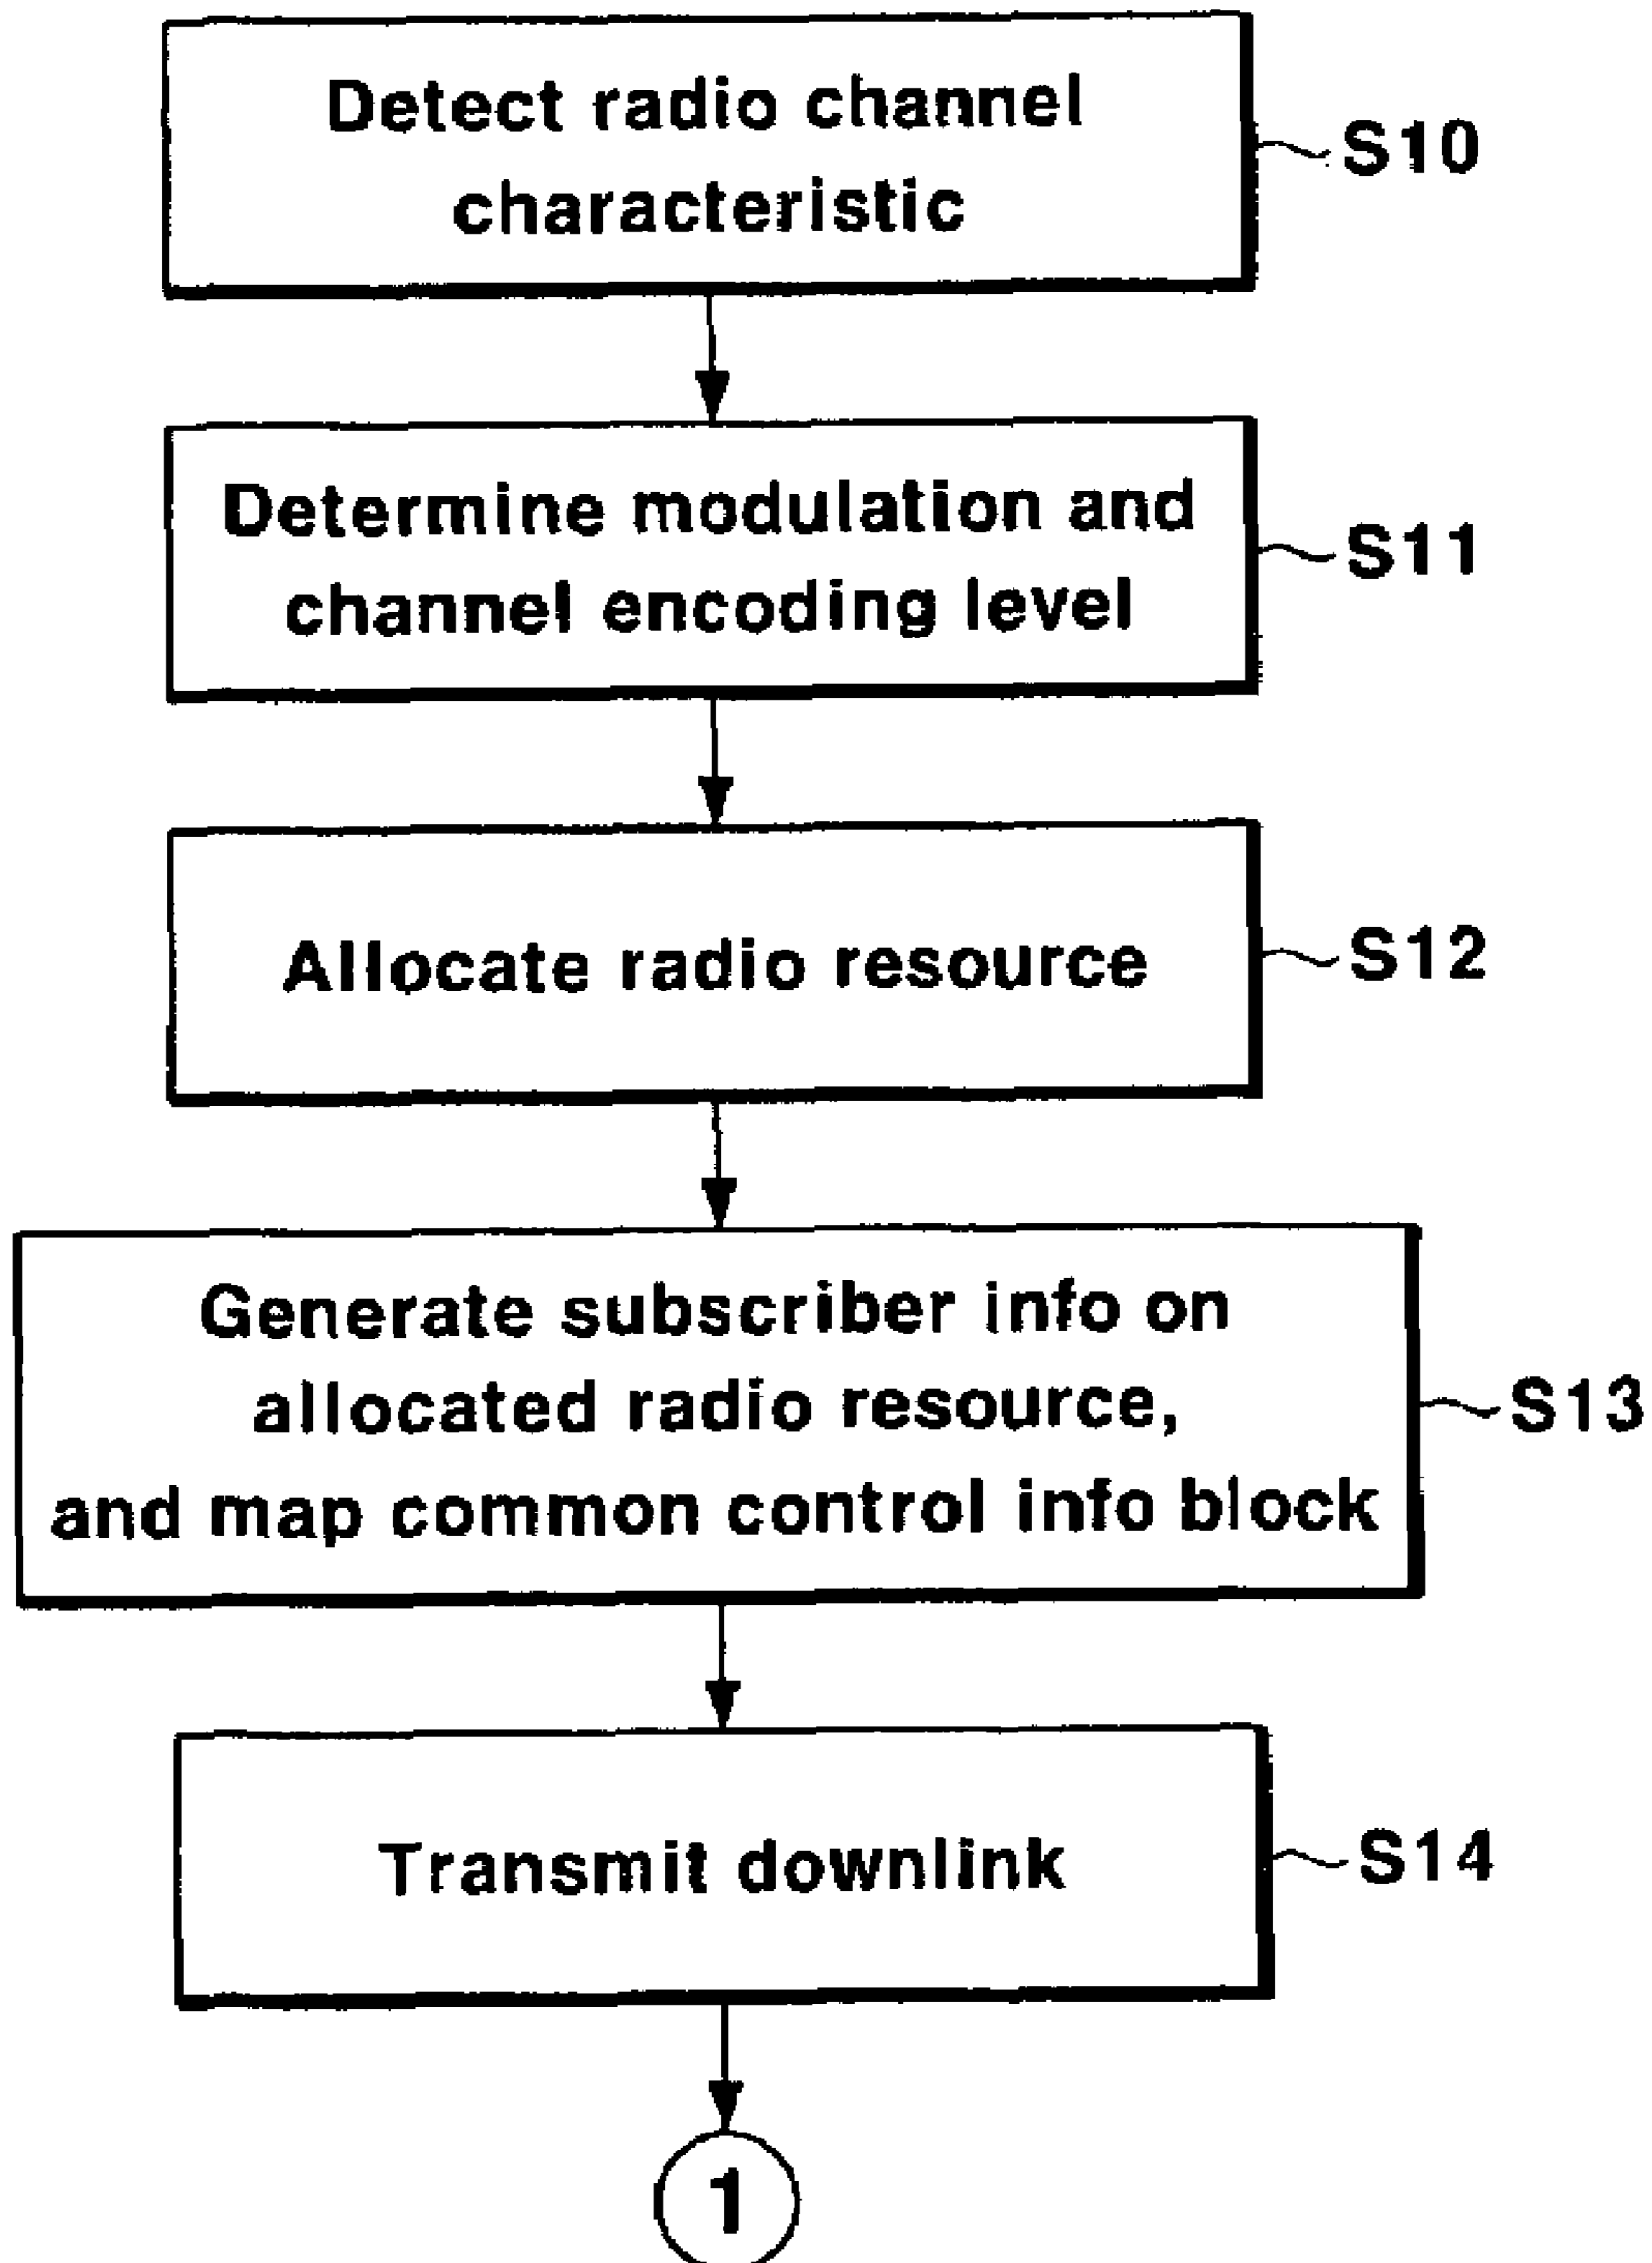 Detect radio channel
characteristic
S10
Determine modulation and
channel encoding level
S11
Allocate radio resource
S12
Generate subscriber info on
allocated radio resource,
and map common control info block
S13
Transmit downlink
S14
1